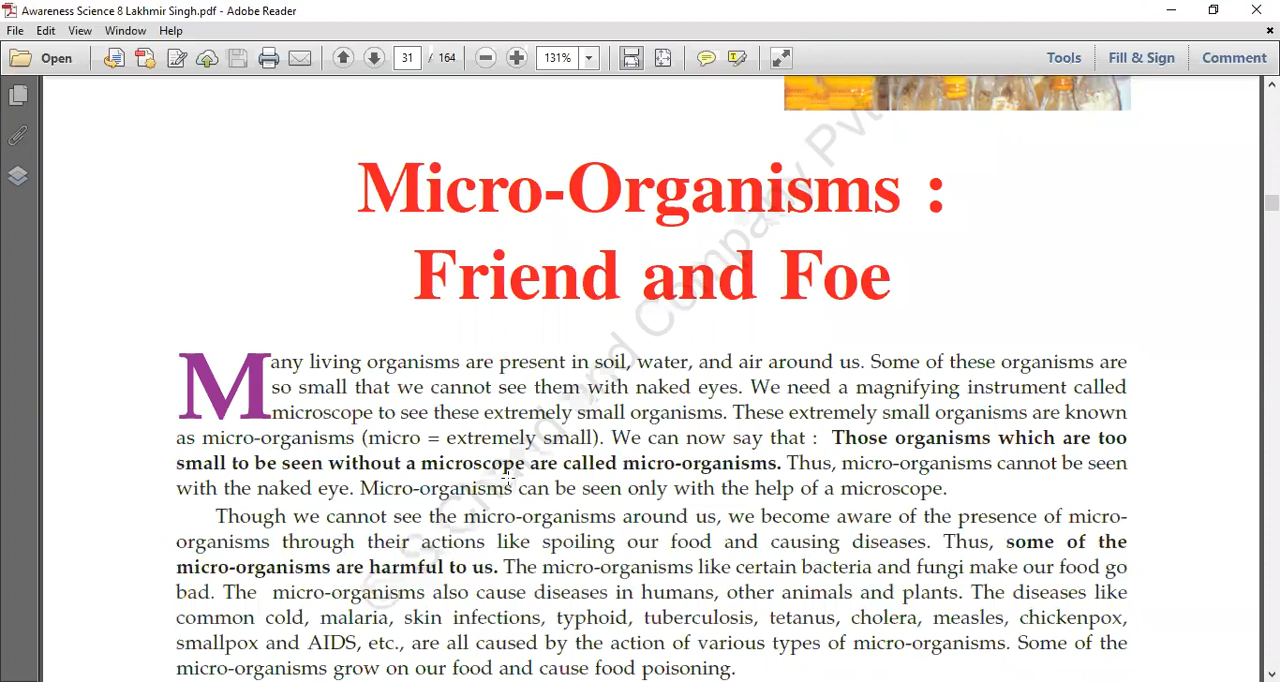 Awareness Science 8 Lakhmir Singh.pdf - Adobe Reader
File Edit View Window Help
Open 31 / 164 131% Tools Fill & Sign Comment
Micro-Organisms :
Friend and Foe
Many living organisms are present in soil, water, and air around us. Some of these organisms are
so small that we cannot see them with naked eyes. We need a magnifying instrument called
microscope to see these extremely small organisms. These extremely small organisms are known
as micro-organisms (micro = extremely small). We can now say that : Those organisms which are too
small to be seen without a microscope are called micro-organisms. Thus, micro-organisms cannot be seen
with the naked eye. Micro-organisms can be seen only with the help of a microscope.
Though we cannot see the micro-organisms around us, we become aware of the presence of micro-
organisms through their actions like spoiling our food and causing diseases. Thus, some of the
micro-organisms are harmful to us. The micro-organisms like certain bacteria and fungi make our food go
bad. The micro-organisms also cause diseases in humans, other animals and plants. The diseases like
common cold, malaria, skin infections, typhoid, tuberculosis, tetanus, cholera, measles, chickenpox,
smallpox and AIDS, etc., are all caused by the action of various types of micro-organisms. Some of the
micro-organisms grow on our food and cause food poisoning.
© S Chand and Company Pvt